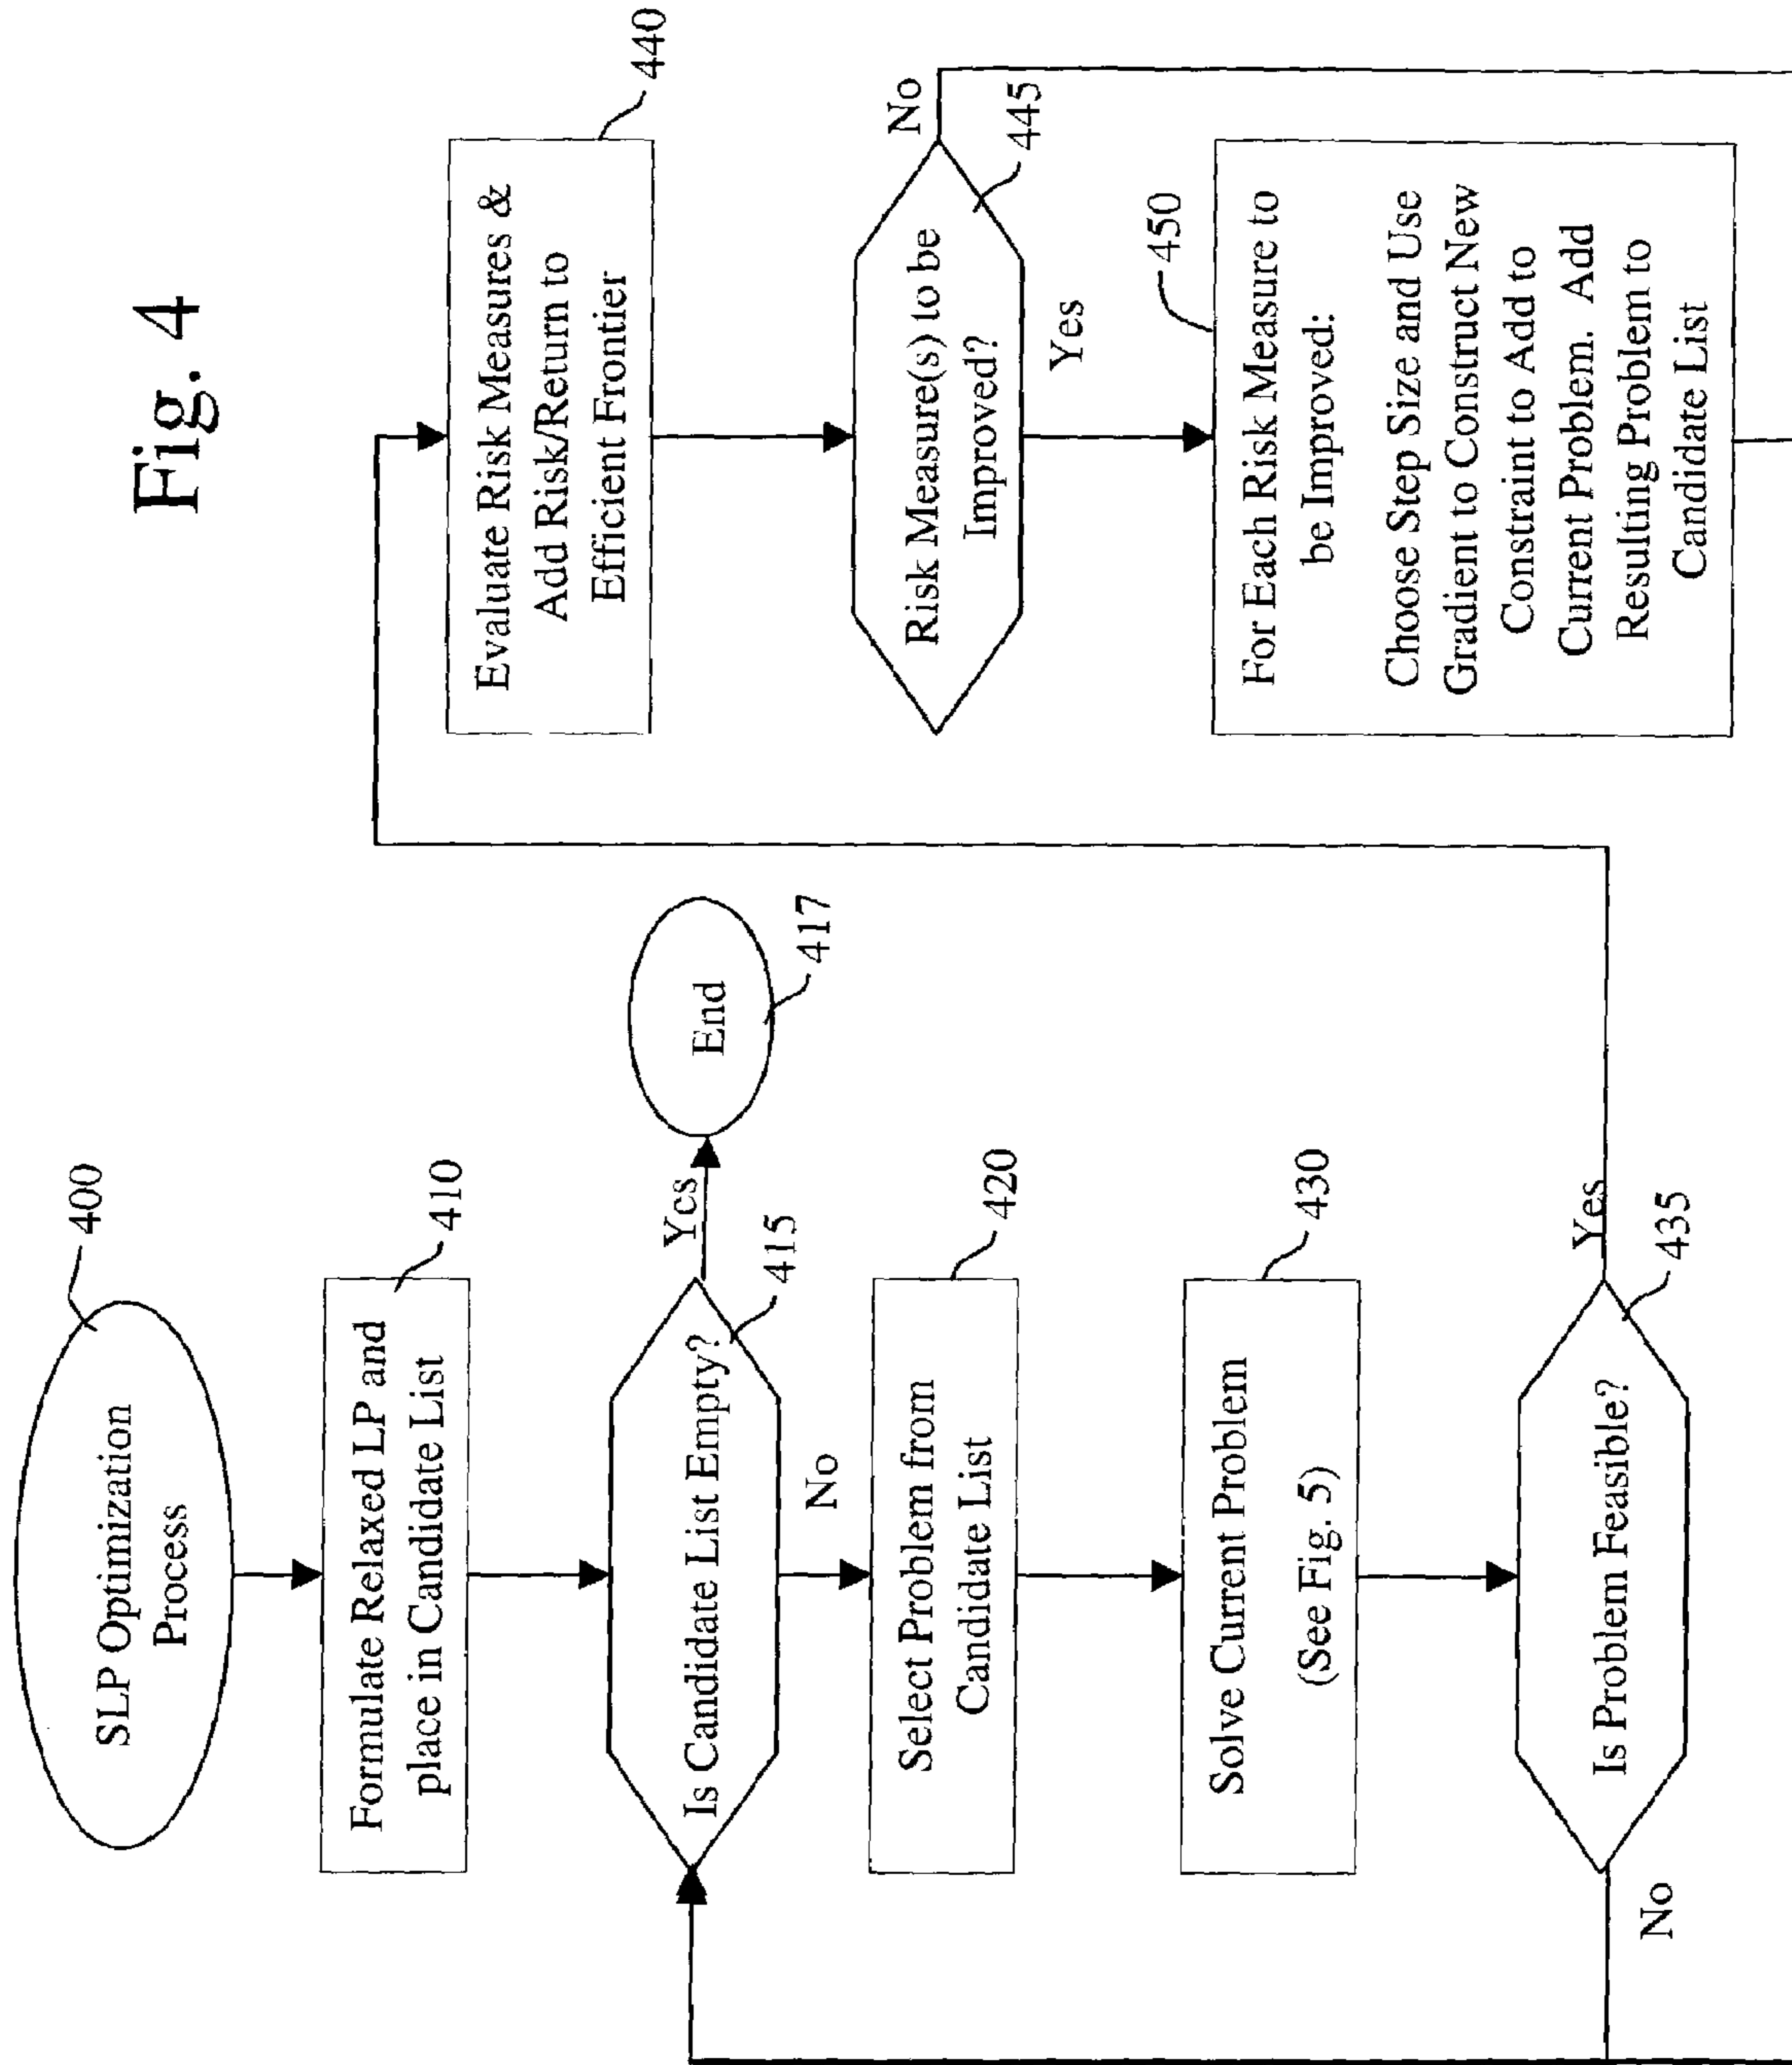 Fig. 4
400
SLP Optimization
Process
410
Formulate Relaxed LP and
place in Candidate List
Is Candidate List Empty?
415
Yes
End
417
No
420
Select Problem from
Candidate List
430
Solve Current Problem
(See Fig. 5)
Is Problem Feasible?
435
Yes
No
440
Evaluate Risk Measures &
Add Risk/Return to
Efficient Frontier
Risk Measure(s) to be
Improved?
445
No
Yes
450
For Each Risk Measure to
be Improved:
Choose Step Size and Use
Gradient to Construct New
Constraint to Add to
Current Problem. Add
Resulting Problem to
Candidate List